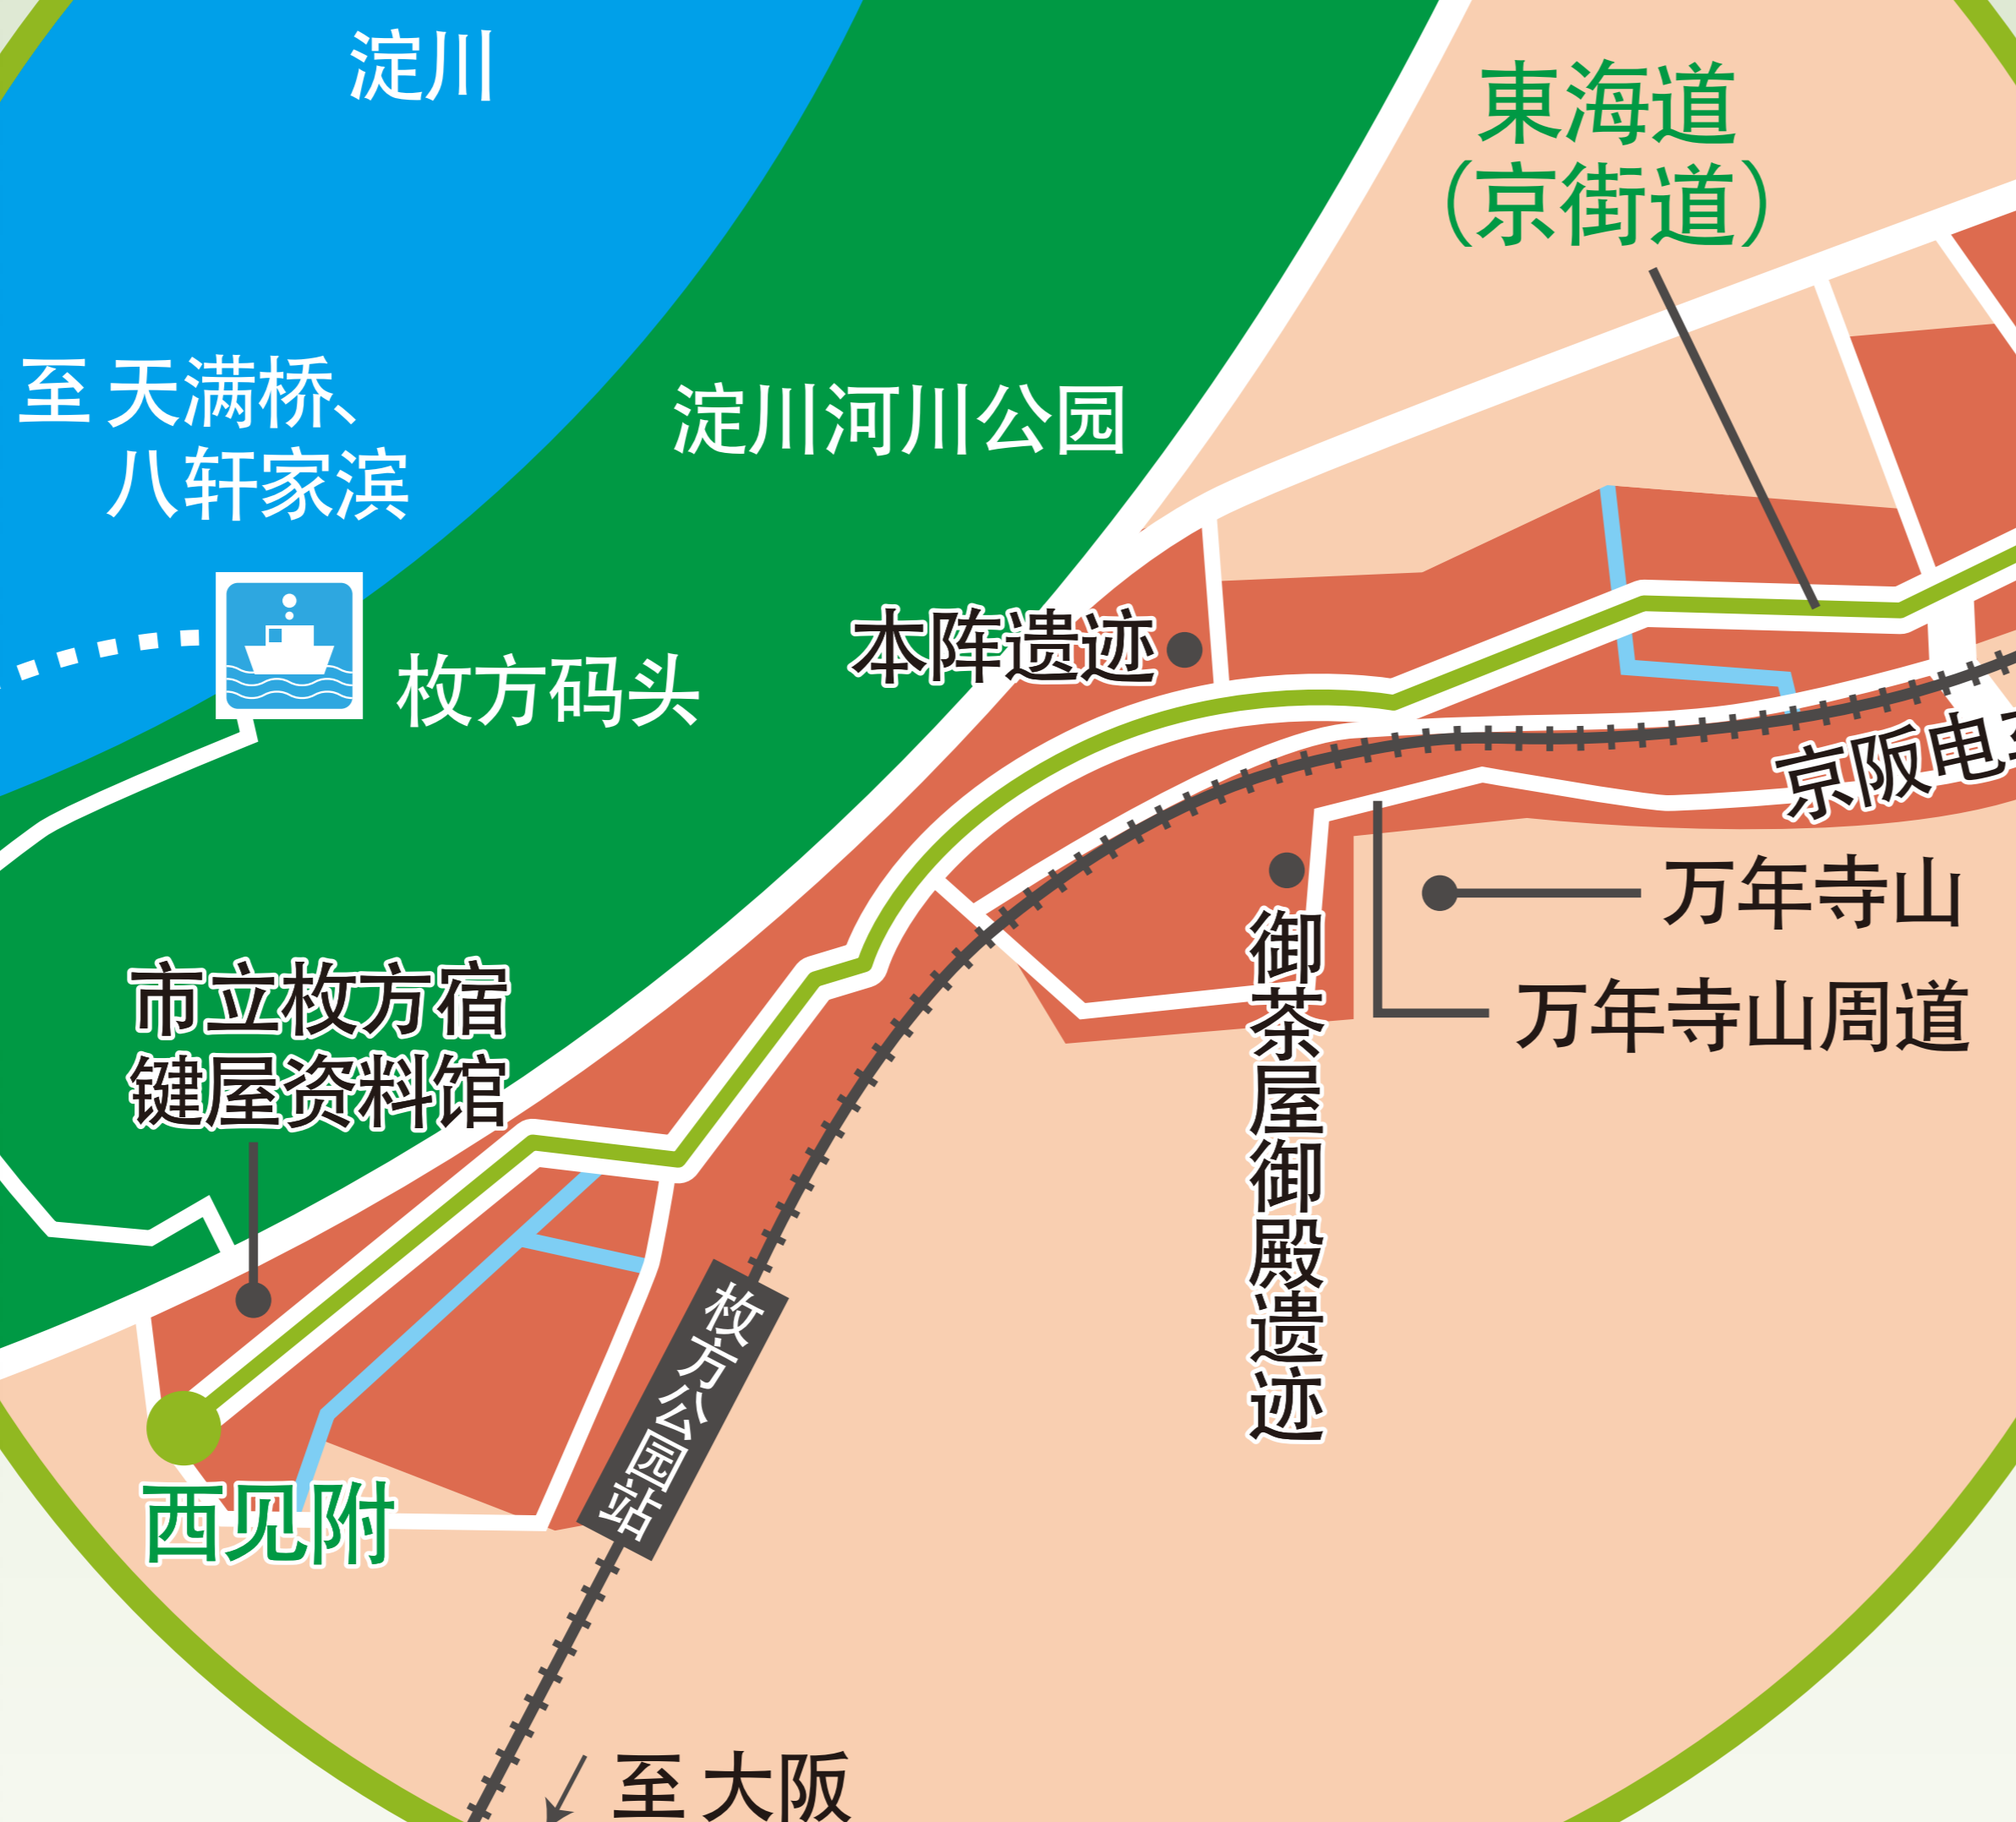 淀川
東海道
(京街道)
至 天满桥、
八轩家滨
淀川河川公园
本阵遗迹
枚方码头
京阪电
万年寺山
万年寺山周道
御茶屋御殿遗迹
市立枚方宿
鍵屋资料馆
枚方公园站
西见附
至 大阪